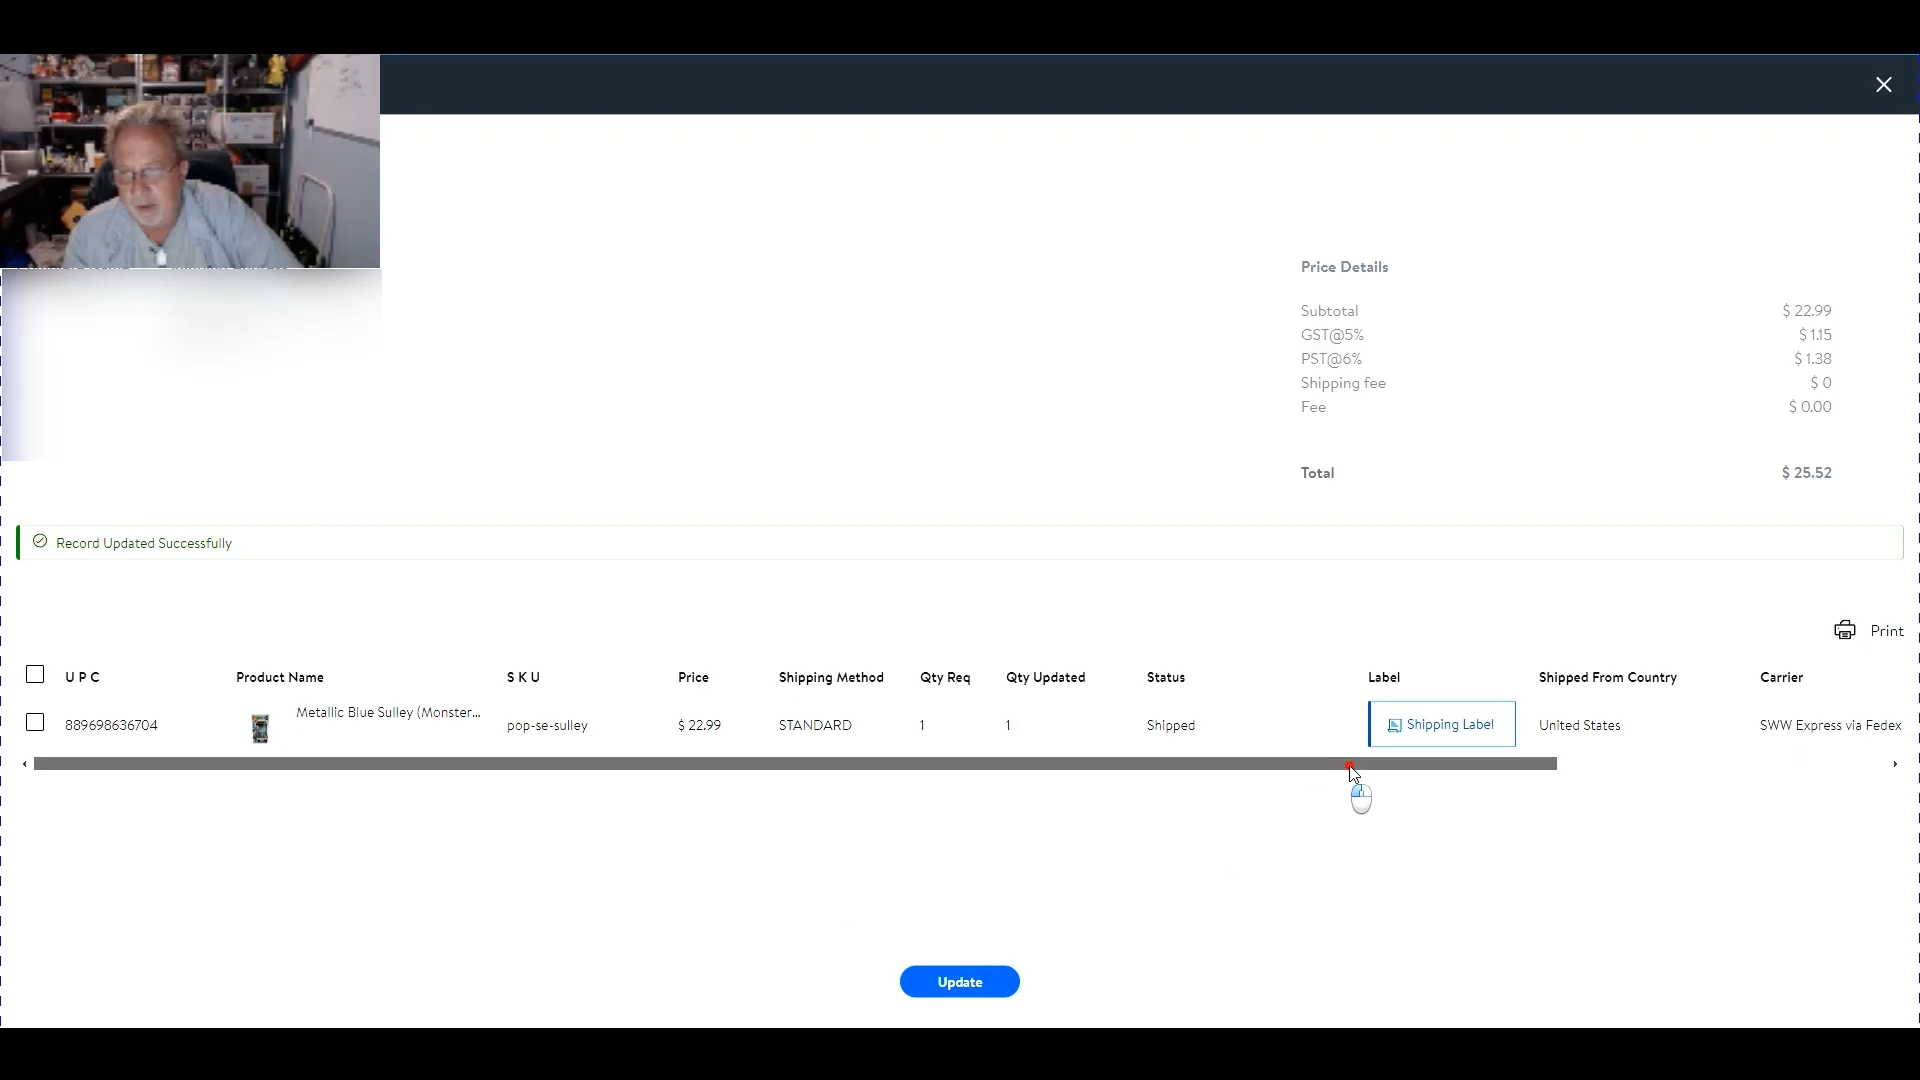 Price Details
Subtotal $ 22.99
GST@5% $ 1.15
PST@6% $ 1.38
Shipping fee $ 0
Fee $ 0.00
Total $ 25.52
Record Updated Successfully
Print
U P C Product Name S K U Price Shipping Method Qty Req Qty Updated Status Label Shipped From Country Carrier
889698636704 Metallic Blue Sulley (Monster... pop-se-sulley $ 22.99 STANDARD 1 1 Shipped Shipping Label United States SWW Express via Fedex
Update